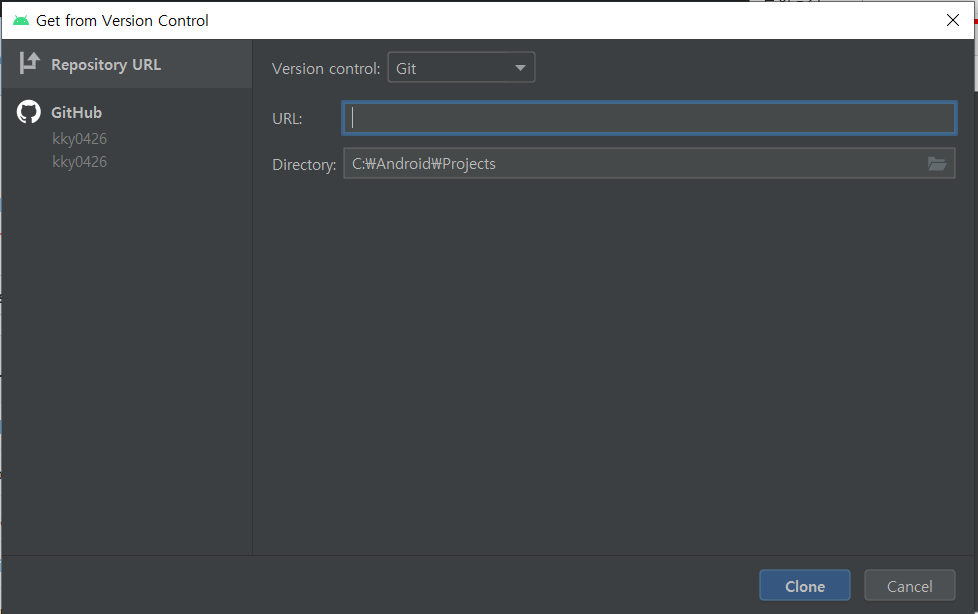 Get from Version Control
Repository URL
GitHub
kky0426
kky0426
Version control: Git
URL:
Directory: C:₩Android₩Projects
Clone Cancel